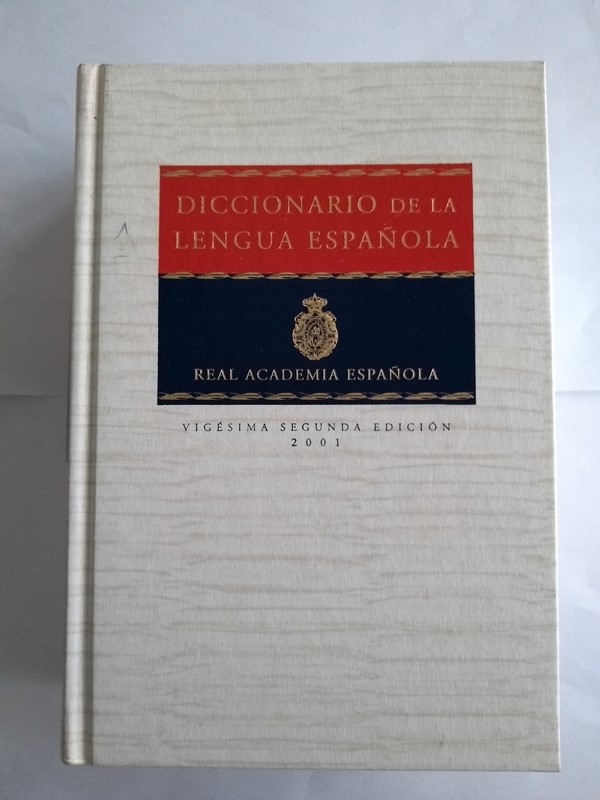 DICCIONARIO DE LA
LENGUA ESPAÑOLA
REAL ACADEMIA ESPAÑOLA
VIGÉSIMA SEGUNDA EDICIÓN
2001